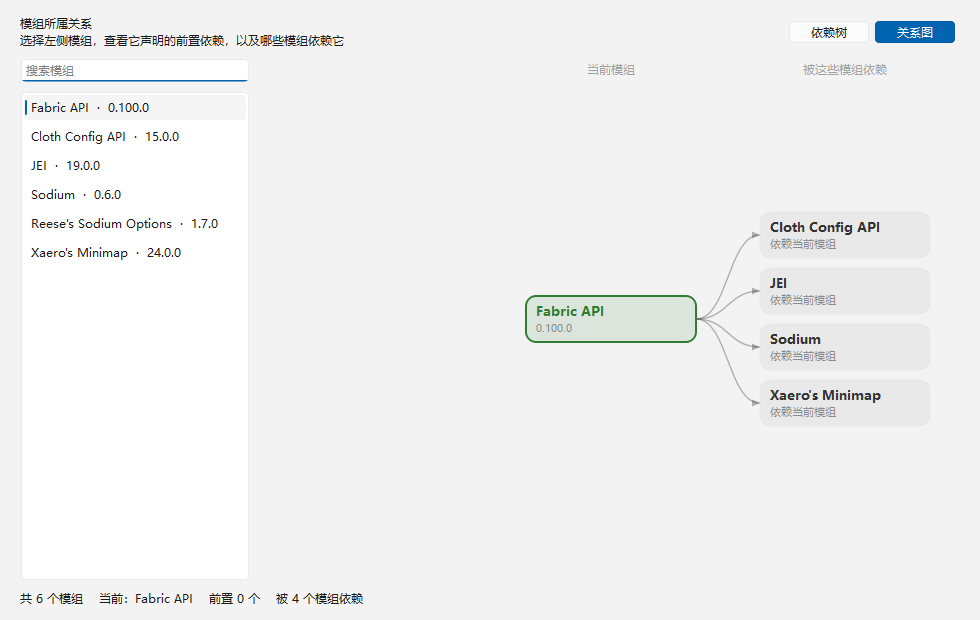 模组所属关系
选择左侧模组，查看它声明的前置依赖，以及哪些模组依赖它
依赖树
关系图
搜索模组
当前模组
被这些模组依赖
Fabric API · 0.100.0
Cloth Config API · 15.0.0
JEI · 19.0.0
Sodium · 0.6.0
Reese's Sodium Options · 1.7.0
Xaero's Minimap · 24.0.0
Fabric API
0.100.0
Cloth Config API
依赖当前模组
JEI
依赖当前模组
Sodium
依赖当前模组
Xaero's Minimap
依赖当前模组
共 6 个模组 当前：Fabric API 前置 0 个 被 4 个模组依赖